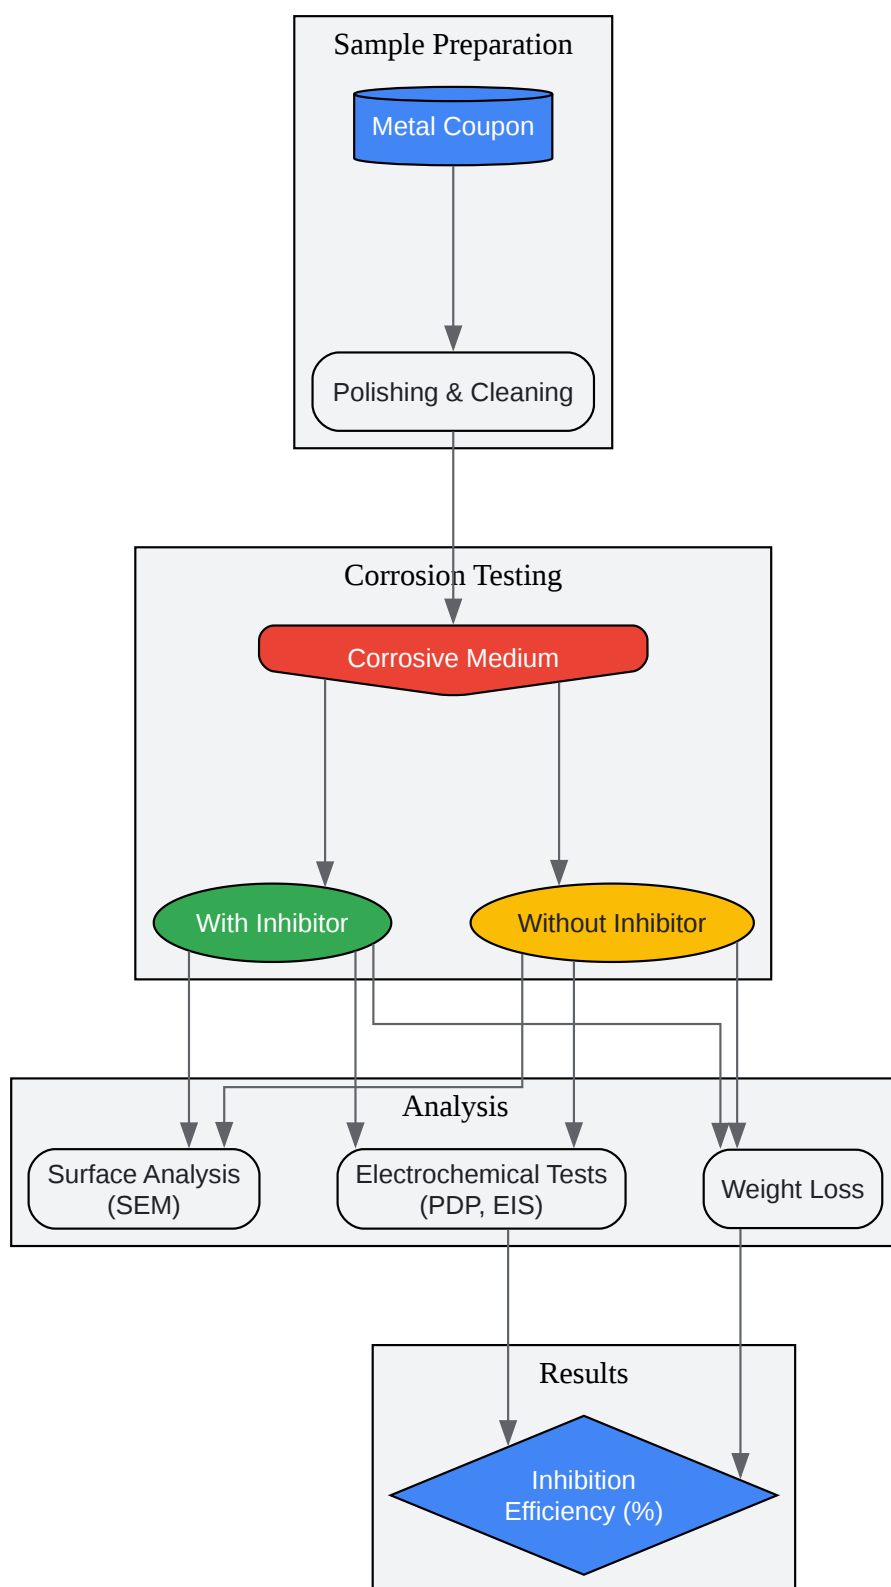 Sample Preparation
Metal Coupon
Polishing & Cleaning
Corrosion Testing
Corrosive Medium
With Inhibitor
Without Inhibitor
Analysis
Surface Analysis
(SEM)
Electrochemical Tests
(PDP, EIS)
Weight Loss
Results
Inhibition
Efficiency (%)